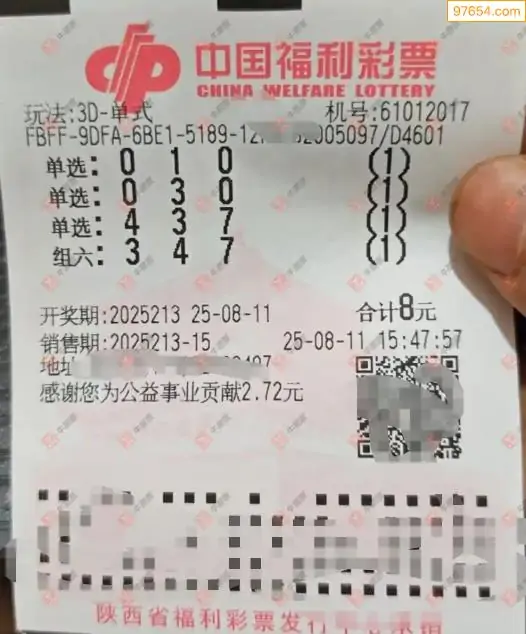 97654.com
中国福利彩票
CHINA WELFARE LOTTERY
玩法:3D-单式 机号:61012017
FBFF-9DFA-6BE1-5189-12 005097/D4601
单选: 0 1 0 (1)
单选: 0 3 0 (1)
单选: 4 3 7 (1)
组六: 3 4 7 (1)
开奖期:2025213 25-08-11 合计8元
销售期:2025213-15 25-08-11 15:47:57
地址
感谢您为公益事业贡献2.72元
陕西省福利彩票发行